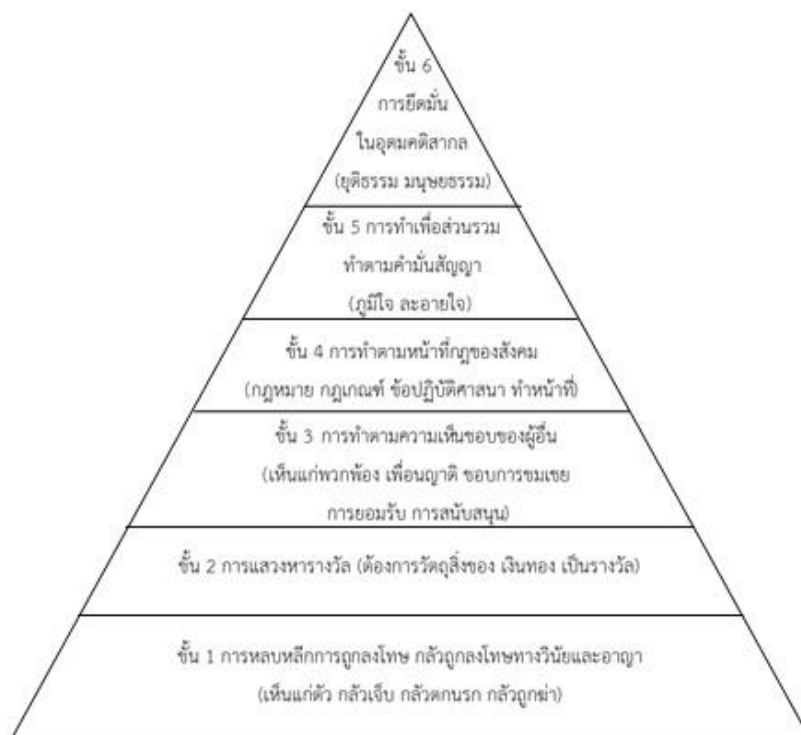 ขั้น 6
การยึดมั่น
ในอุดมคติสากล
(ยุติธรรม มนุษยธรรม)
ขั้น 5 การทำเพื่อส่วนรวม
ทำตามคำมั่นสัญญา
(ภูมิใจ ละอายใจ)
ขั้น 4 การทำตามหน้าที่กฎของสังคม
(กฎหมาย กฎเกณฑ์ ข้อปฏิบัติศาสนา ทำหน้าที่)
ขั้น 3 การทำตามความเห็นชอบของผู้อื่น
(เห็นแก่พวกพ้อง เพื่อนญาติ ชอบการชมเชย
การยอมรับ การสนับสนุน)
ขั้น 2 การแสวงหารางวัล (ต้องการวัตถุสิ่งของ เงินทอง เป็นรางวัล)
ขั้น 1 การหลบหลีกการถูกลงโทษ กลัวถูกลงโทษทางวินัยและอาญา
(เห็นแก่ตัว กลัวเจ็บ กลัวตกนรก กลัวถูกฆ่า)